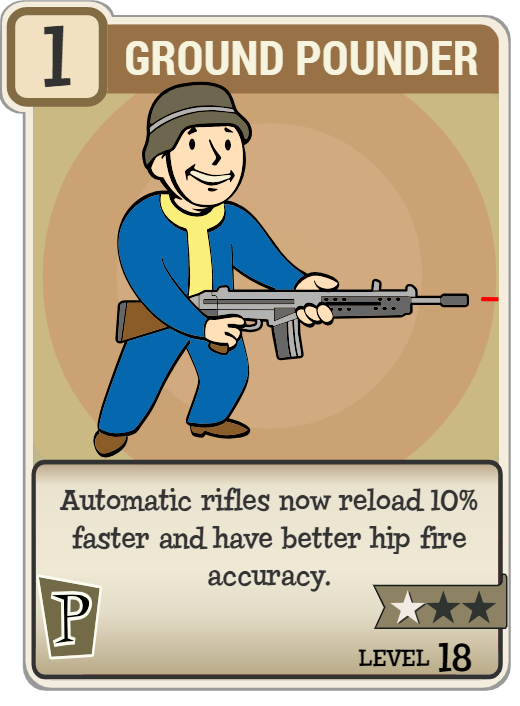 1
GROUND POUNDER
Automatic rifles now reload 10%
faster and have better hip fire
accuracy.
P
LEVEL 18